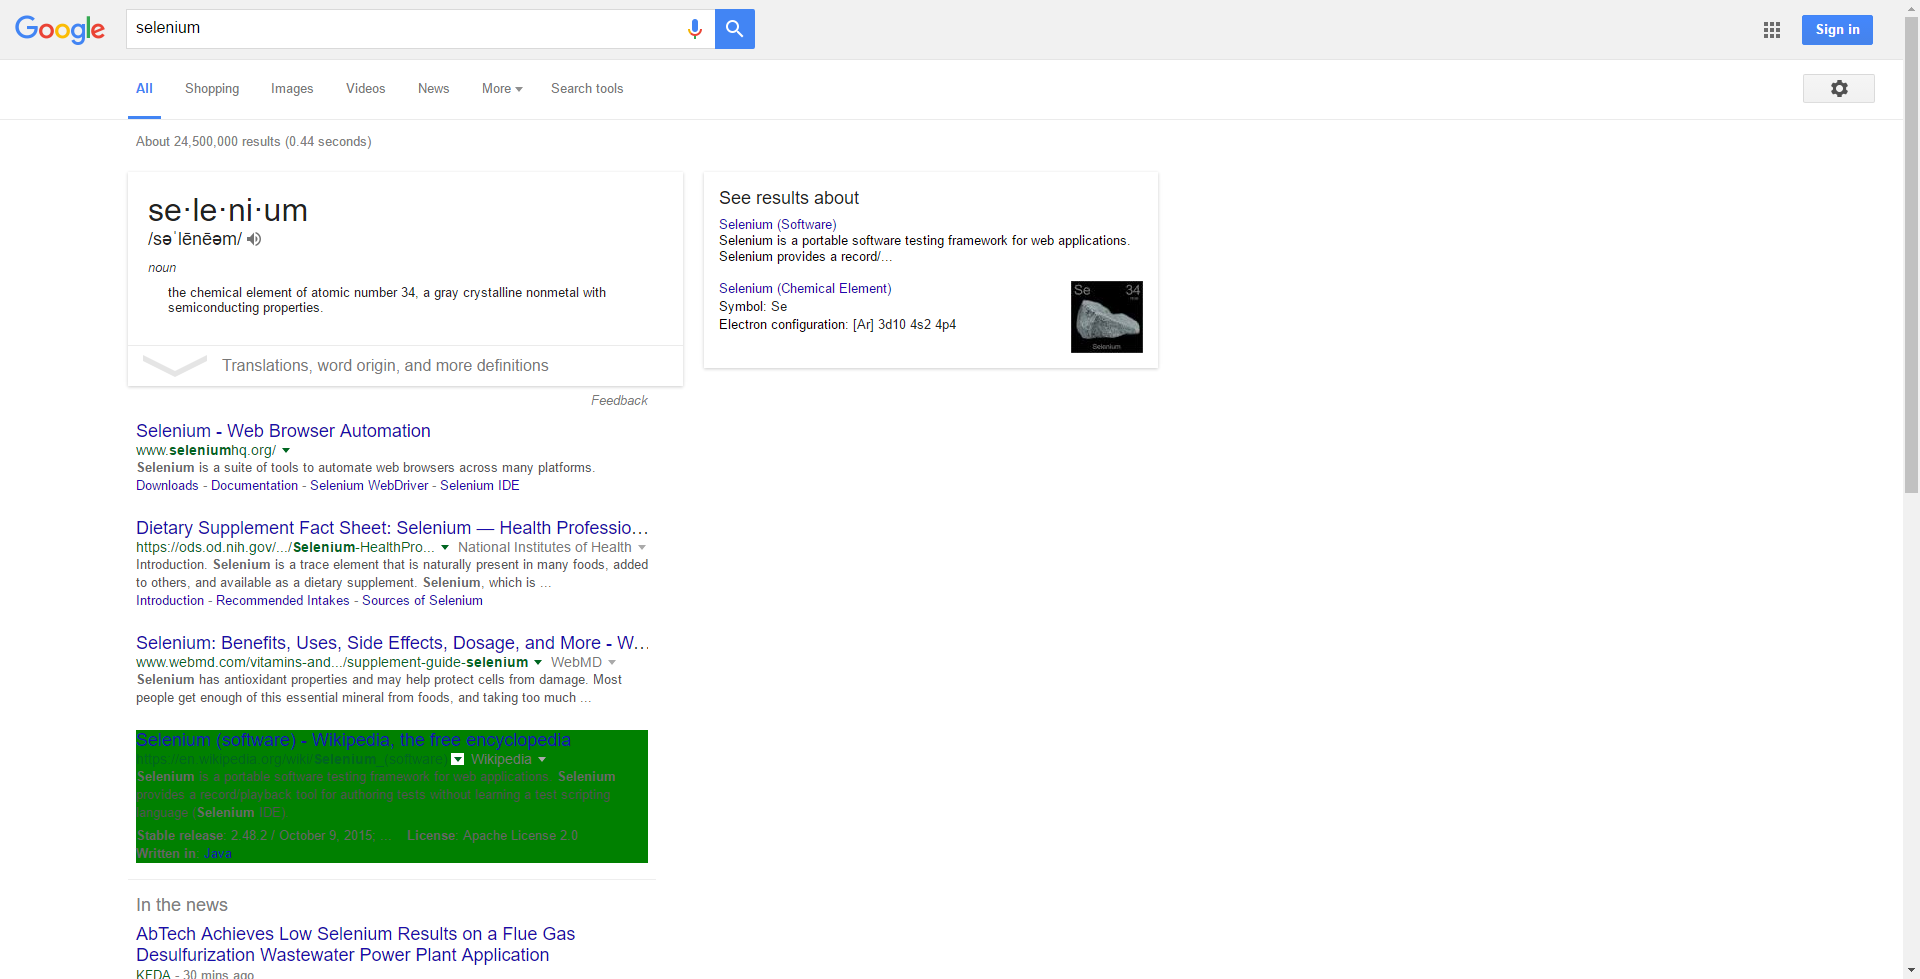 Google
selenium
Sign in
All Shopping Images Videos News More Search tools
About 24,500,000 results (0.44 seconds)
se·le·ni·um
/səˈlēnēəm/
noun
the chemical element of atomic number 34, a gray crystalline nonmetal with
semiconducting properties.
Translations, word origin, and more definitions
Feedback
See results about
Selenium (Software)
Selenium is a portable software testing framework for web applications.
Selenium provides a record/...
Selenium (Chemical Element)
Symbol: Se
Electron configuration: [Ar] 3d10 4s2 4p4
Se 34
Selenium
Selenium - Web Browser Automation
www.seleniumhq.org/
Selenium is a suite of tools to automate web browsers across many platforms.
Downloads - Documentation - Selenium WebDriver - Selenium IDE
Dietary Supplement Fact Sheet: Selenium — Health Professio...
https://ods.od.nih.gov/.../Selenium-HealthPro... National Institutes of Health
Introduction. Selenium is a trace element that is naturally present in many foods, added
to others, and available as a dietary supplement. Selenium, which is ...
Introduction - Recommended Intakes - Sources of Selenium
Selenium: Benefits, Uses, Side Effects, Dosage, and More - W...
www.webmd.com/vitamins-and.../supplement-guide-selenium WebMD
Selenium has antioxidant properties and may help protect cells from damage. Most
people get enough of this essential mineral from foods, and taking too much ...
Selenium (software) - Wikipedia, the free encyclopedia
https://en.wikipedia.org/wiki/Selenium_(software) Wikipedia
Selenium is a portable software testing framework for web applications. Selenium
provides a record/playback tool for authoring tests without learning a test scripting
language (Selenium IDE).
Stable release: 2.48.2 / October 9, 2015; ... License: Apache License 2.0
Written in: Java
In the news
AbTech Achieves Low Selenium Results on a Flue Gas
Desulfurization Wastewater Power Plant Application
KFDA - 30 mins ago